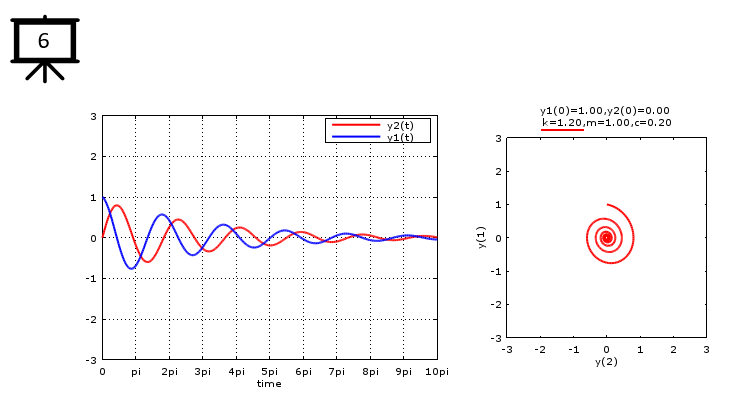 6
y1(0)=1.00,y2(0)=0.00
k=1.20,m=1.00,c=0.20
3
2
1
0
-1
-2
-3
y2(t)
y1(t)
0 pi 2pi 3pi 4pi 5pi 6pi 7pi 8pi 9pi 10pi
time
3
2
1
0
-1
-2
-3
y(1)
-3 -2 -1 0 1 2 3
y(2)